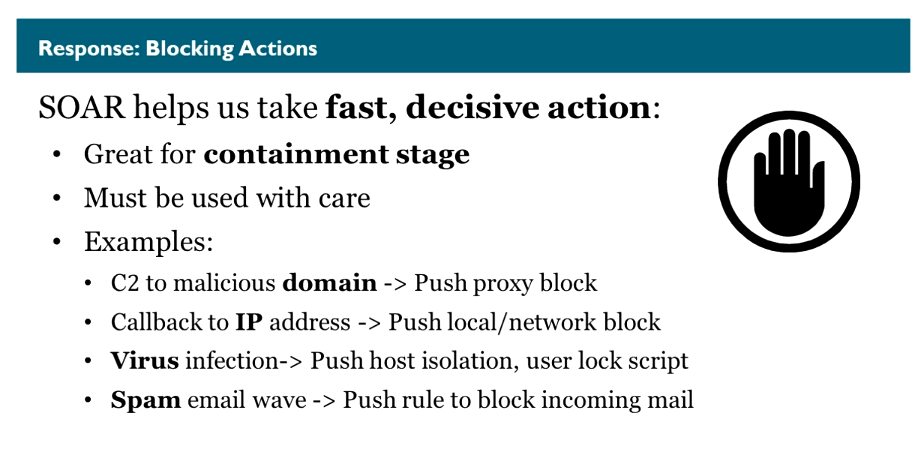 Response: Blocking Actions
SOAR helps us take fast, decisive action:
• Great for containment stage
• Must be used with care
• Examples:
• C2 to malicious domain -> Push proxy block
• Callback to IP address -> Push local/network block
• Virus infection-> Push host isolation, user lock script
• Spam email wave -> Push rule to block incoming mail